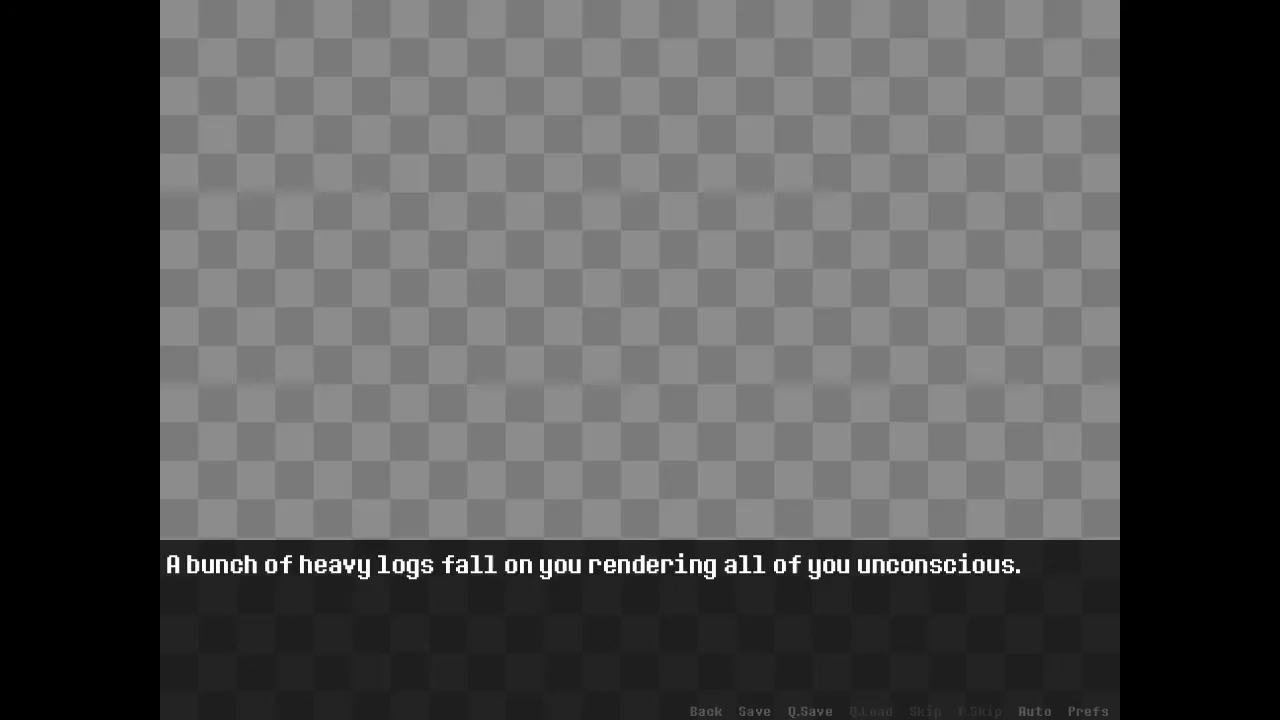 A bunch of heavy logs fall on you rendering all of you unconscious.
Back Save Q.Save Q.Load Skip F.Skip Auto Prefs